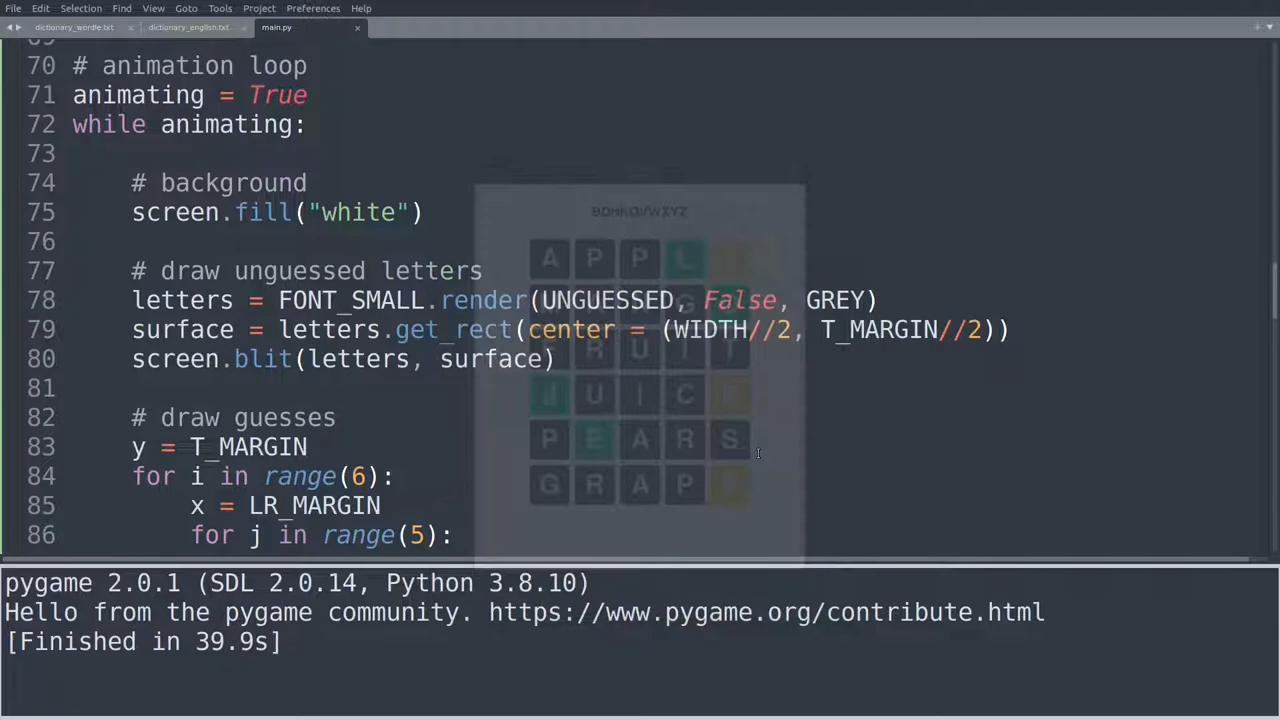 File Edit Selection Find View Goto Tools Project Preferences Help
dictionary_wordle.txt dictionary_english.txt main.py
69
70 # animation loop
71 animating = True
72 while animating:
73
74 # background
75 screen.fill("white")
76
77 # draw unguessed letters
78 letters = FONT_SMALL.render(UNGUESSED, False, GREY)
79 surface = letters.get_rect(center = (WIDTH//2, T_MARGIN//2))
80 screen.blit(letters, surface)
81
82 # draw guesses
83 y = T_MARGIN
84 for i in range(6):
85 x = LR_MARGIN
86 for j in range(5):
A P P L
U I T
J U I C
P E A R S
G R A P
pygame 2.0.1 (SDL 2.0.14, Python 3.8.10)
Hello from the pygame community. https://www.pygame.org/contribute.html
[Finished in 39.9s]